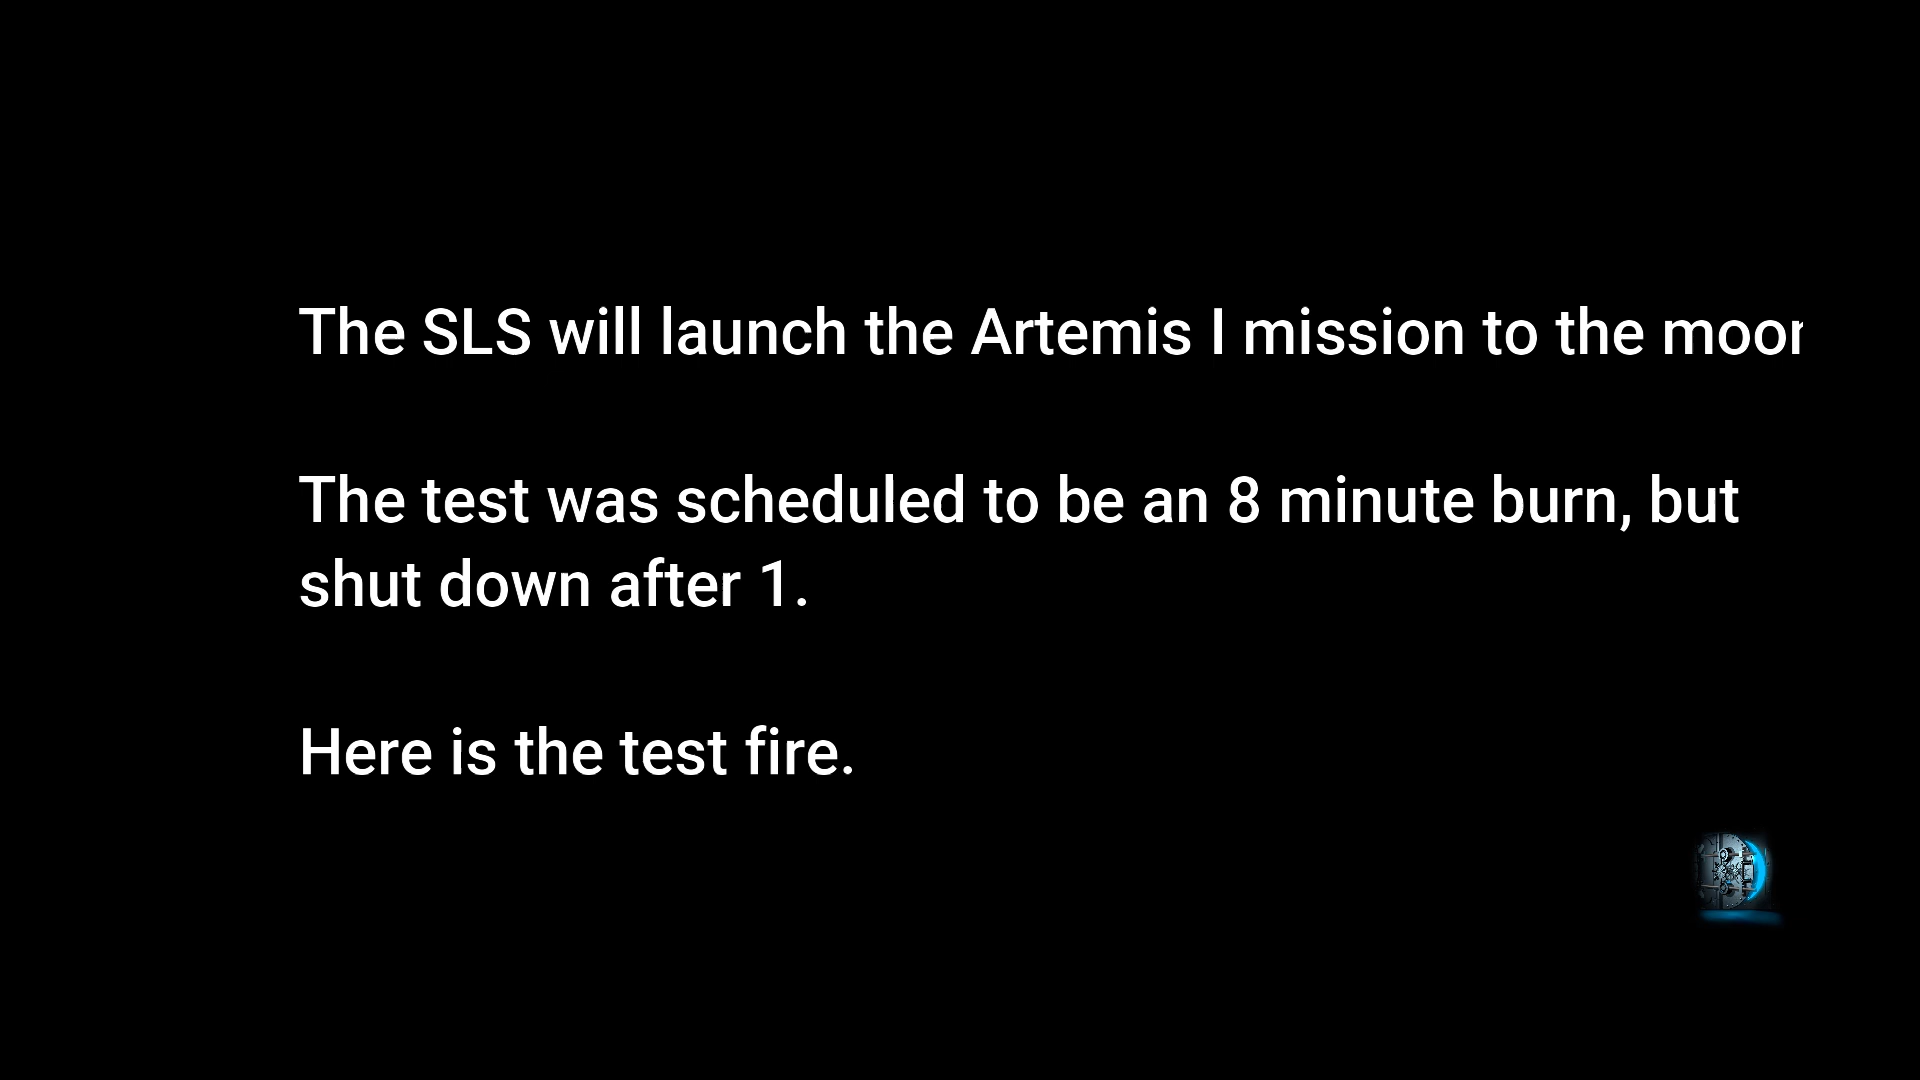 The SLS will launch the Artemis I mission to the moon
The test was scheduled to be an 8 minute burn, but
shut down after 1.
Here is the test fire.